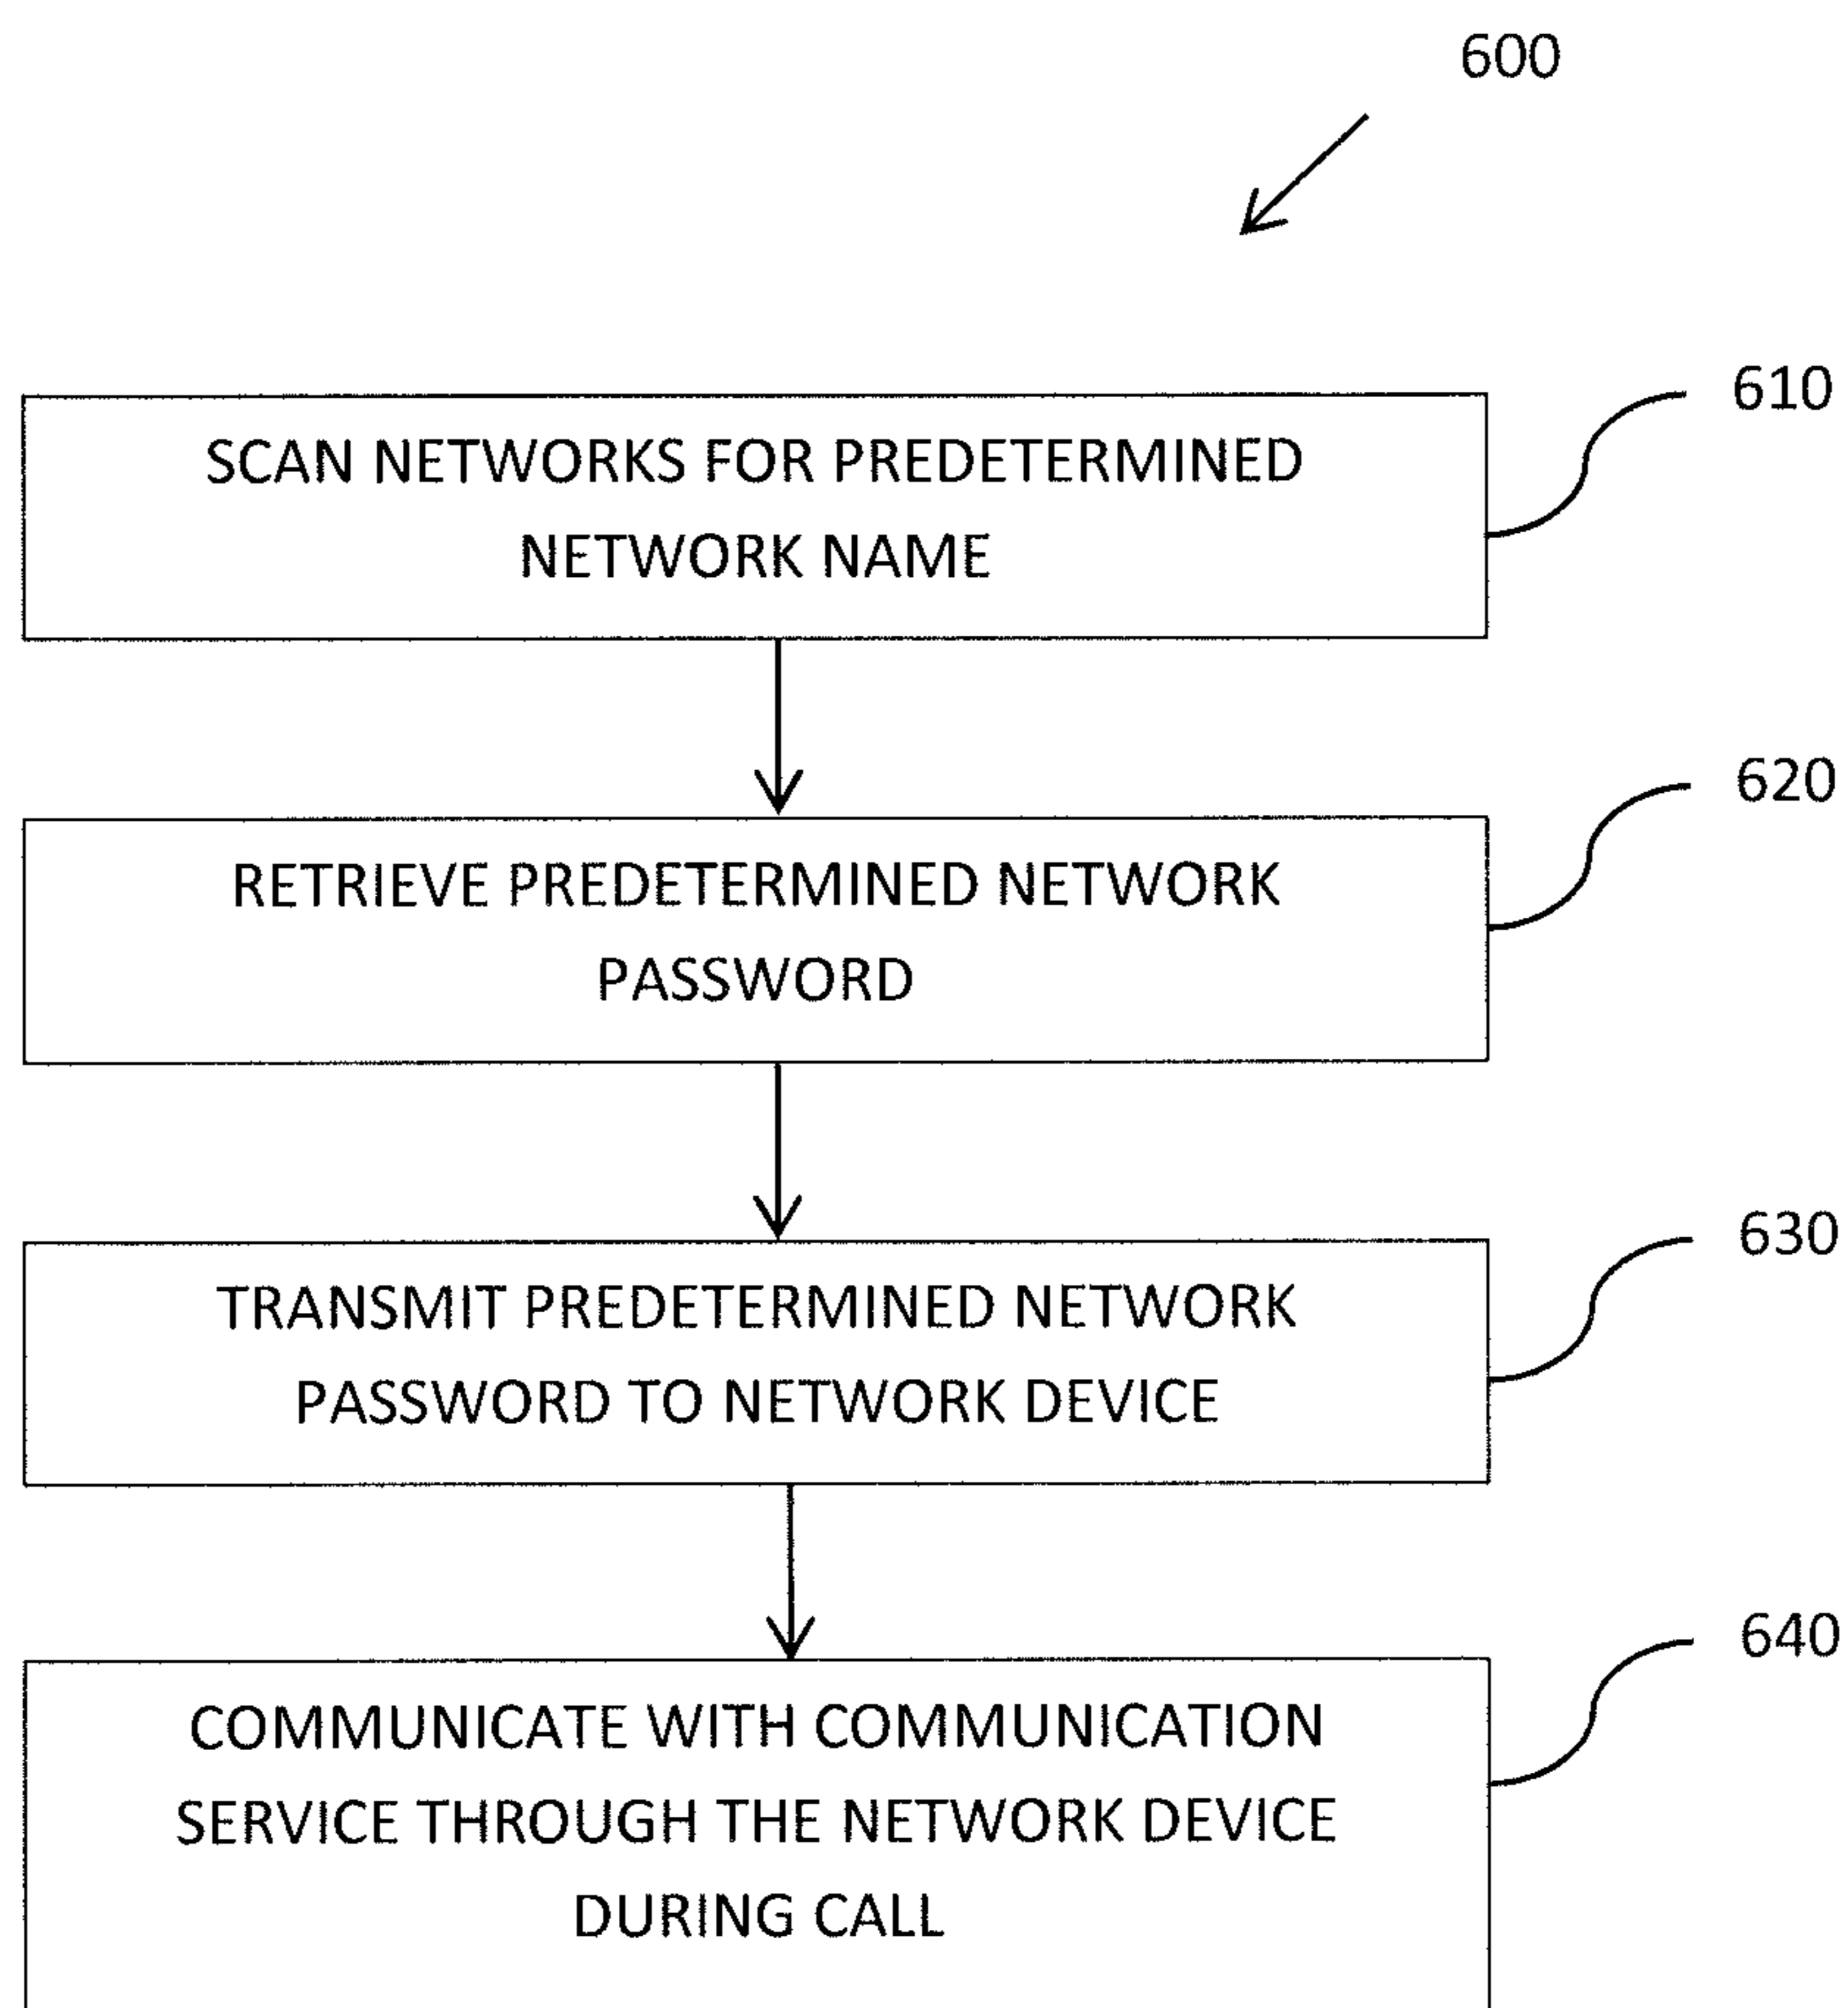 600
610
SCAN NETWORKS FOR PREDETERMINED
NETWORK NAME
620
RETRIEVE PREDETERMINED NETWORK
PASSWORD
630
TRANSMIT PREDETERMINED NETWORK
PASSWORD TO NETWORK DEVICE
640
COMMUNICATE WITH COMMUNICATION
SERVICE THROUGH THE NETWORK DEVICE
DURING CALL